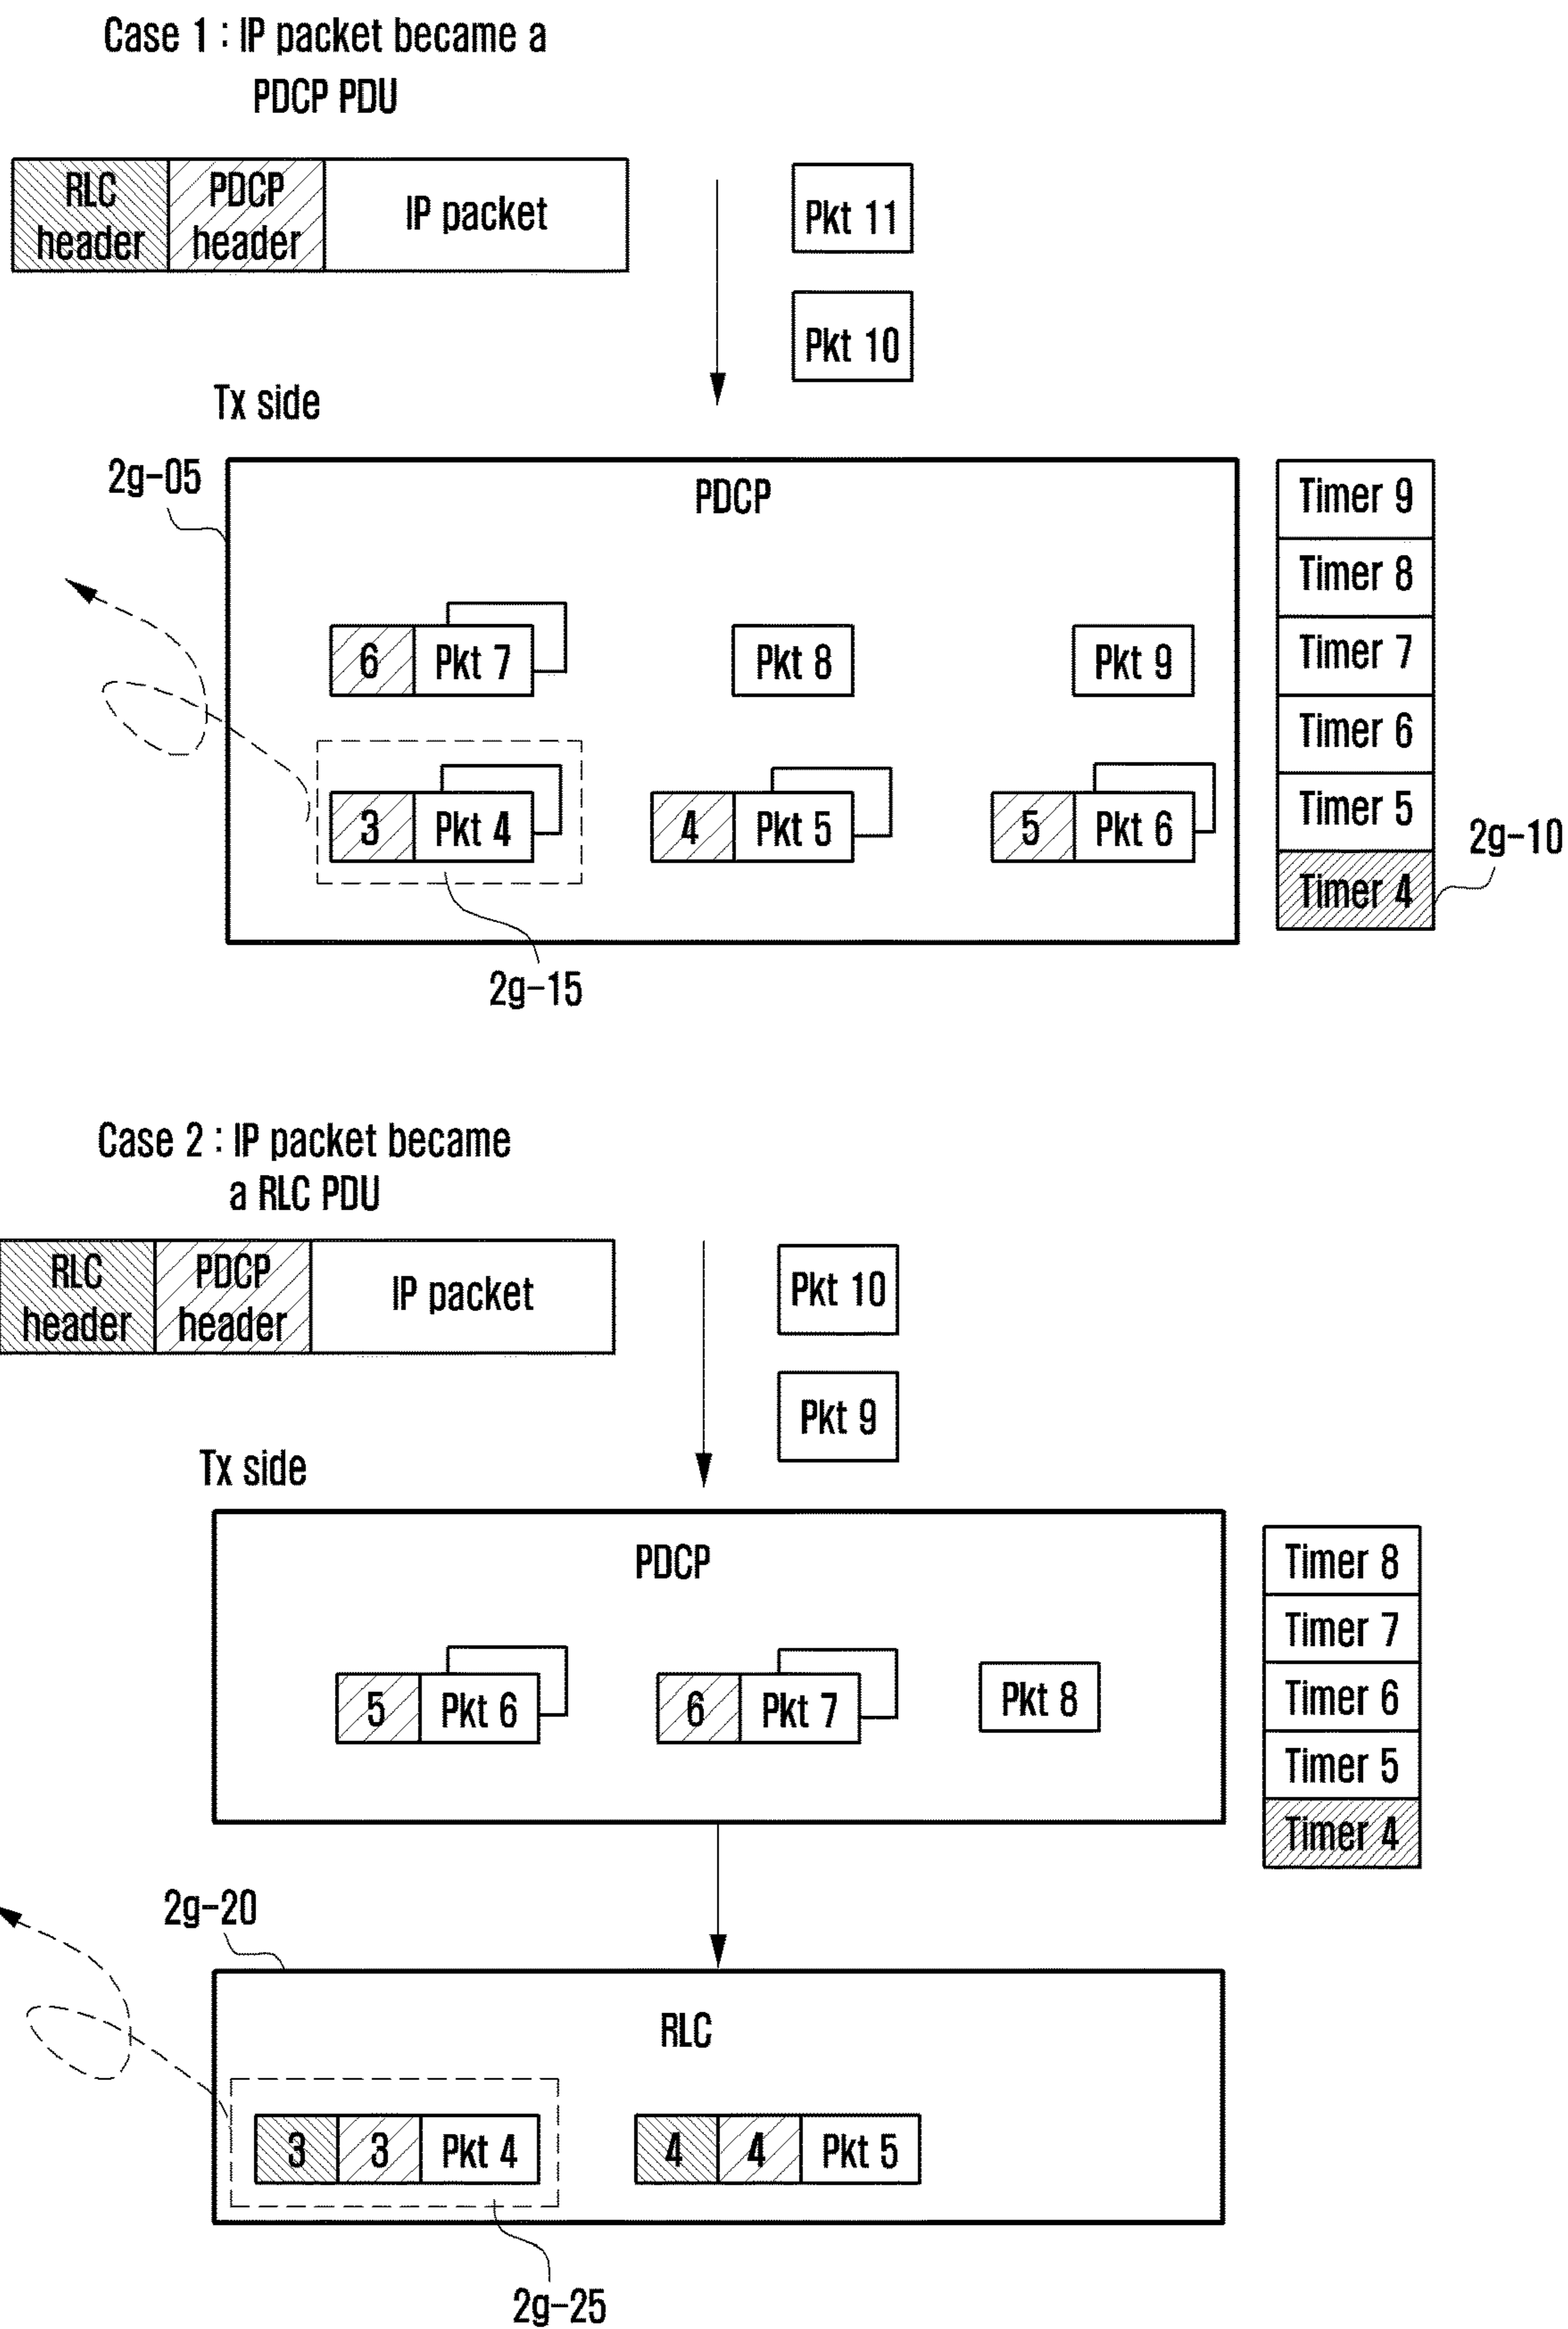 Case 1 : IP packet became a
PDCP PDU
RLC header
PDCP header
IP packet
Pkt 11
Pkt 10
Tx side
2g-05
PDCP
Timer 9
Timer 8
Timer 7
Timer 6
Timer 5
Timer 4
2g-10
6 Pkt 7
Pkt 8
Pkt 9
3 Pkt 4
4 Pkt 5
5 Pkt 6
2g-15
Case 2 : IP packet became
a RLC PDU
RLC header
PDCP header
IP packet
Pkt 10
Pkt 9
Tx side
PDCP
Timer 8
Timer 7
Timer 6
Timer 5
Timer 4
5 Pkt 6
6 Pkt 7
Pkt 8
2g-20
RLC
3 3 Pkt 4
4 4 Pkt 5
2g-25